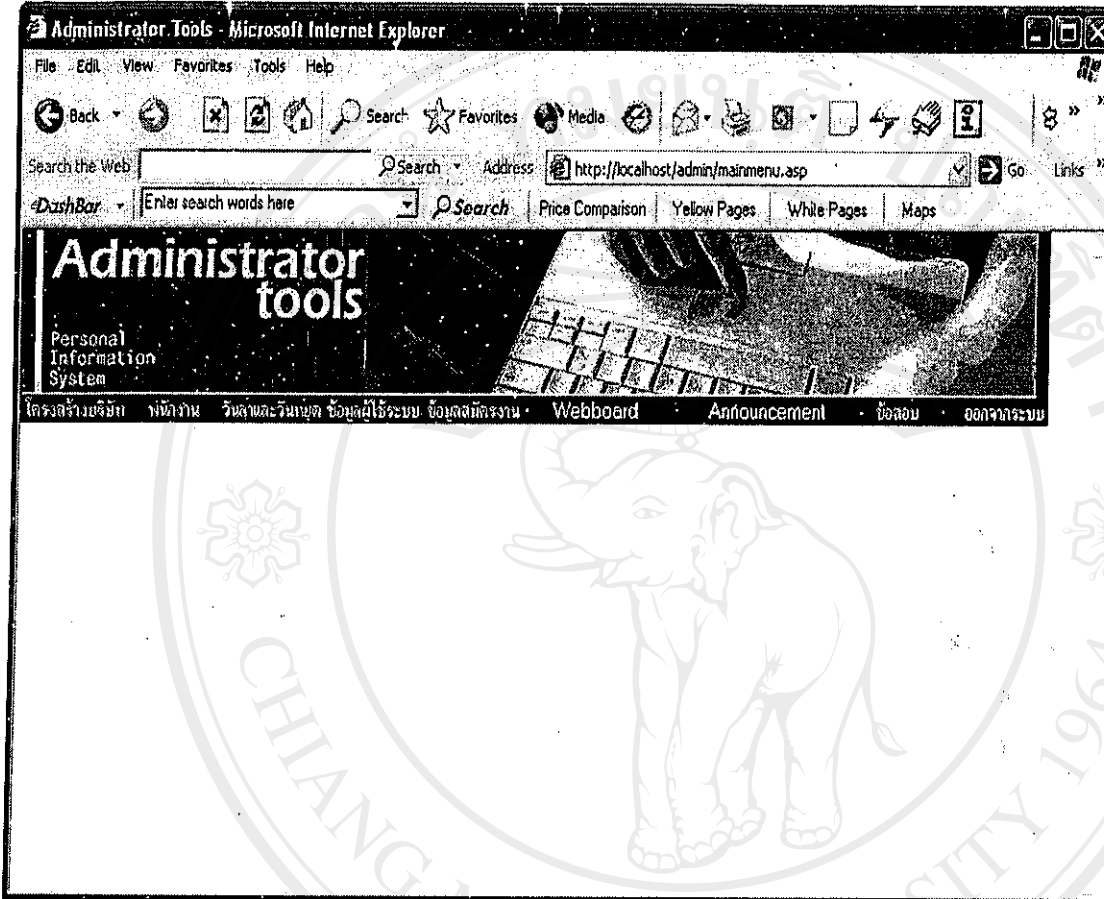 Administrator Tools - Microsoft Internet Explorer
File Edit View Favorites Tools Help
Back Search Favorites Media
Search the Web Search Address http://localhost/admin/mainmenu.asp Go Links
DashBar Enter search words here Search Price Comparison Yellow Pages White Pages Maps
Administrator
tools
Personal
Information
System
โครงสร้างบริษัท พนักงาน วันลาและวันหยุด ข้อมูลผู้ใช้ระบบ ข้อมูลสมัครงาน Webboard Announcement ข้อสอบ ออกจากระบบ
CHIANG
1964